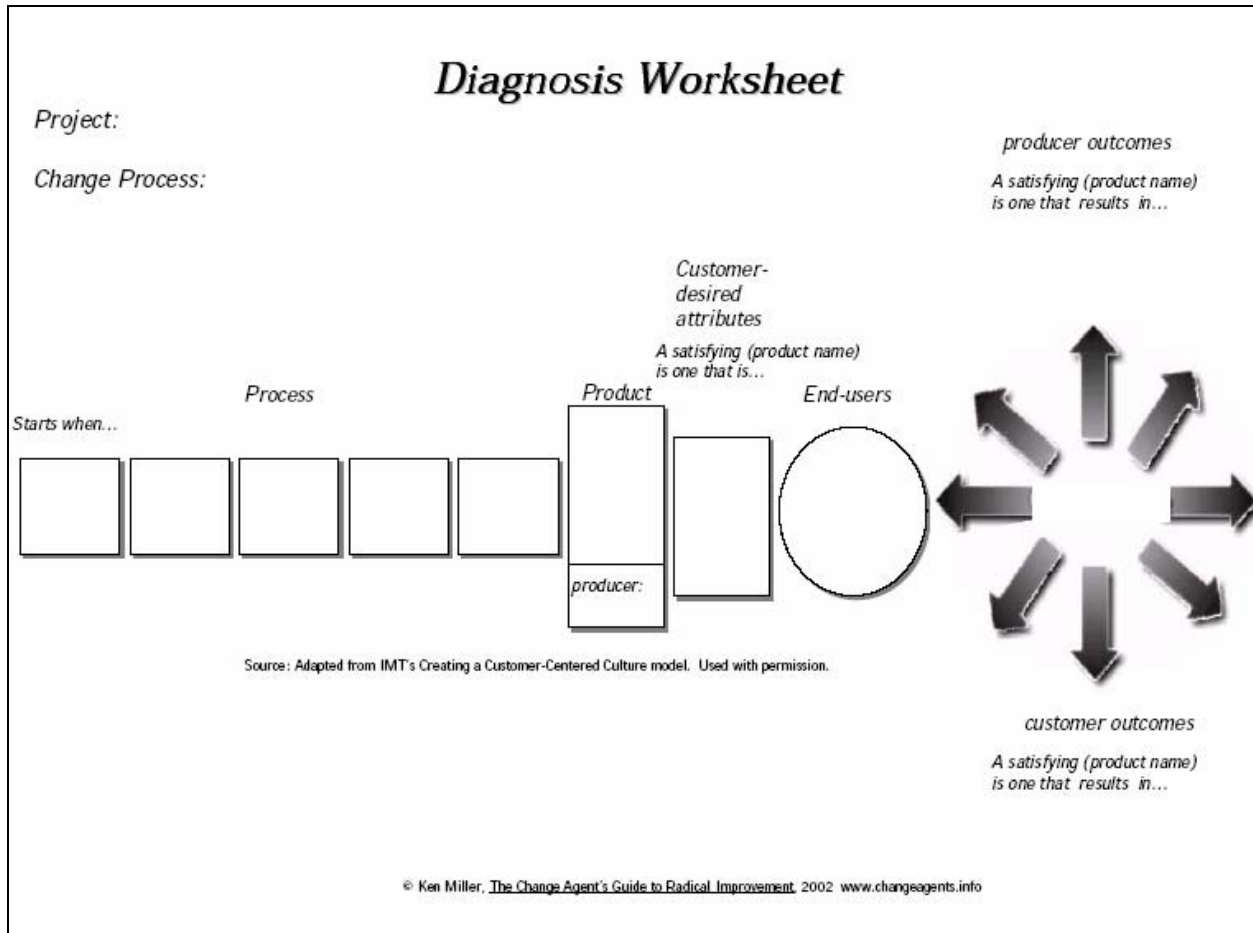 Diagnosis Worksheet
Project:
Change Process:
producer outcomes
A satisfying (product name)
is one that results in...
Customer-
desired
attributes
A satisfying (product name)
is one that is...
Process
Product
End-users
Starts when...
producer:
Source: Adapted from IMT's Creating a Customer-Centered Culture model. Used with permission.
customer outcomes
A satisfying (product name)
is one that results in...
© Ken Miller, The Change Agent's Guide to Radical Improvement, 2002 www.changeagents.info